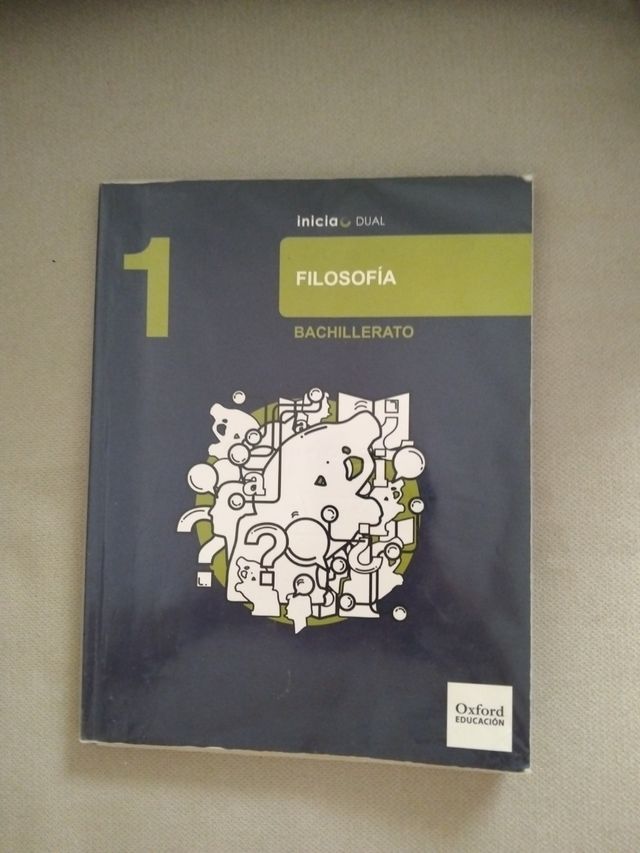 inicia DUAL
1
FILOSOFÍA
BACHILLERATO
a
a
?
?
?
Oxford
EDUCACIÓN